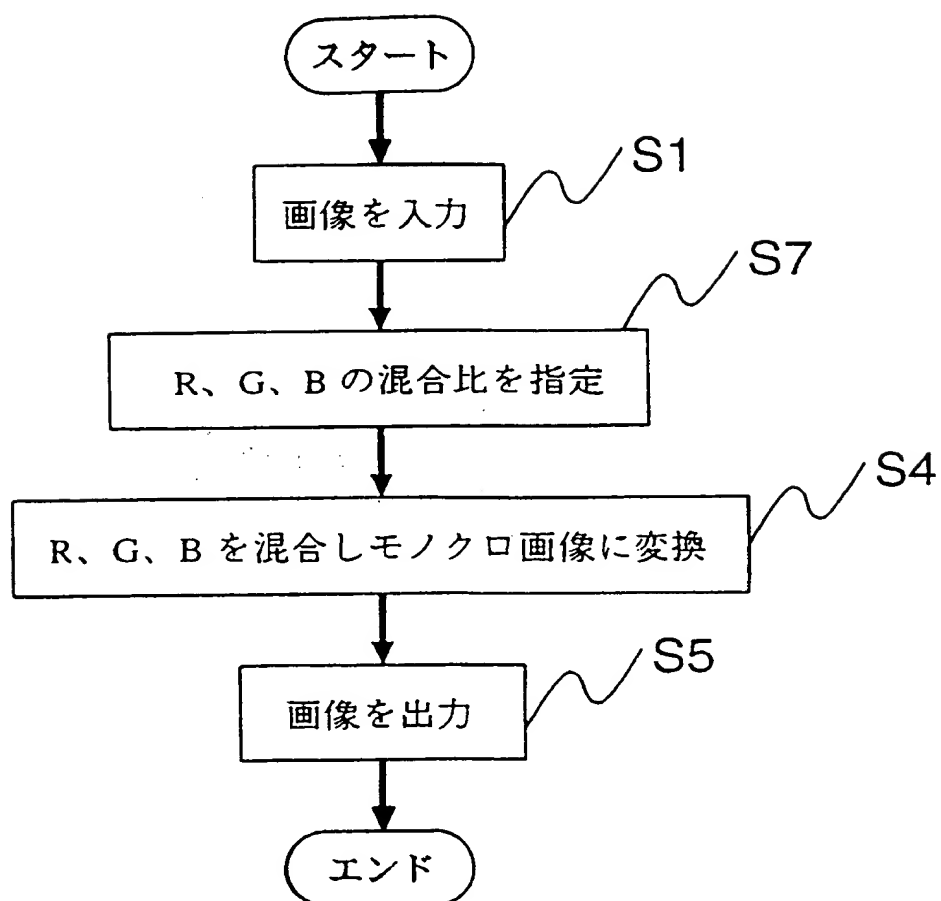 スタート
S1
画像を入力
S7
R、G、Bの混合比を指定
S4
R、G、Bを混合しモノクロ画像に変換
S5
画像を出力
エンド